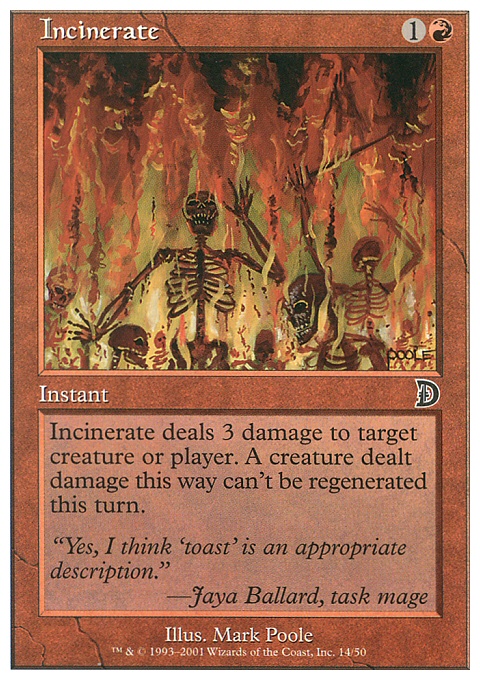 Incinerate 1
POOLE
Instant D
Incinerate deals 3 damage to target
creature or player. A creature dealt
damage this way can't be regenerated
this turn.
“Yes, I think ‘toast’ is an appropriate
description.”
—Jaya Ballard, task mage
Illus. Mark Poole
™ & © 1993–2001 Wizards of the Coast, Inc. 14/50